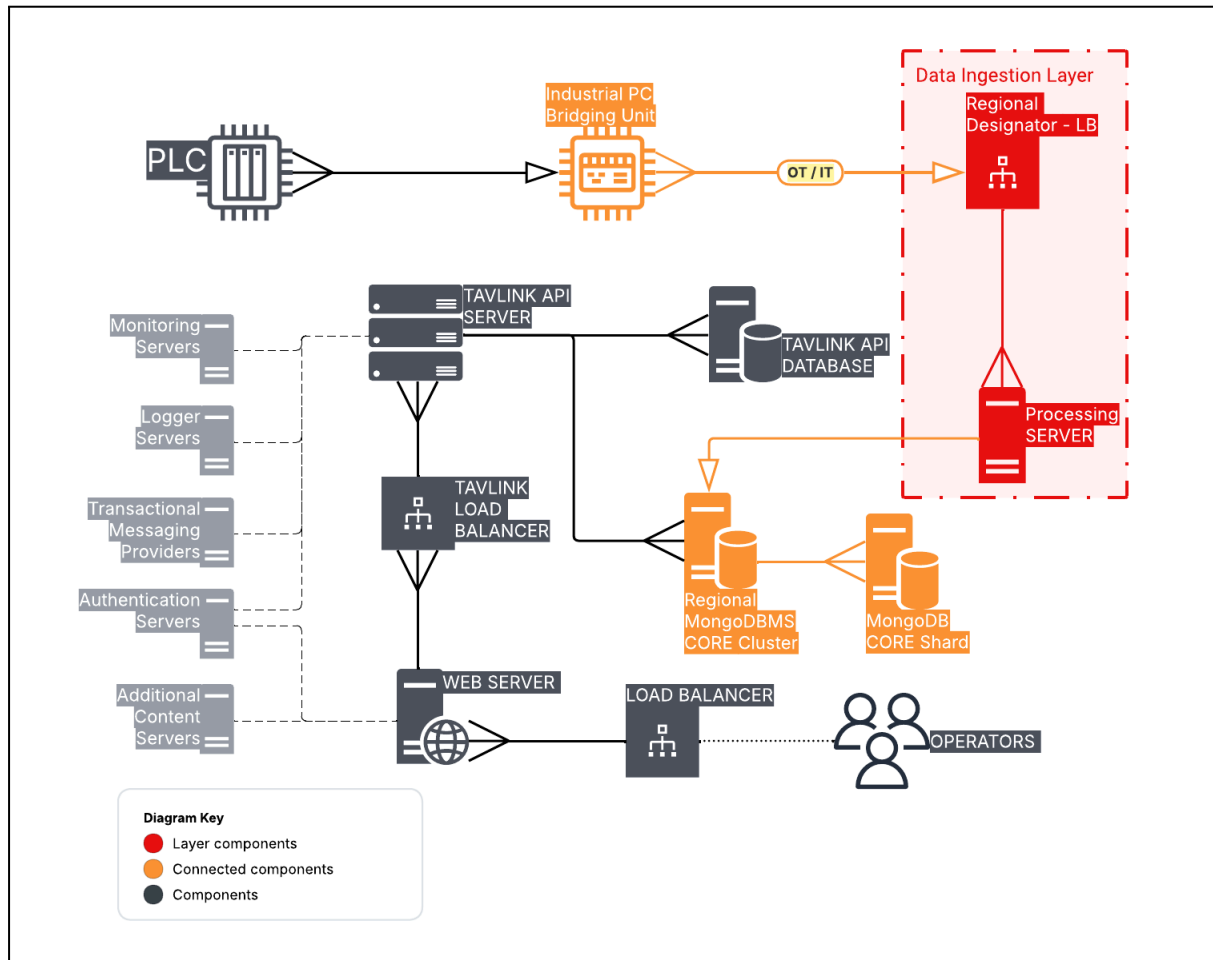 Data Ingestion Layer
Industrial PC
Bridging Unit
Regional
Designator - LB
PLC
OT / IT
TAVLINK API
SERVER
Monitoring
Servers
TAVLINK API
DATABASE
Logger
Servers
Processing
SERVER
TAVLINK
LOAD
BALANCER
Transactional
Messaging
Providers
Authentication
Servers
Regional
MongoDBMS
CORE Cluster
MongoDB
CORE Shard
WEB SERVER
LOAD BALANCER
Additional
Content
Servers
OPERATORS
Diagram Key
Layer components
Connected components
Components